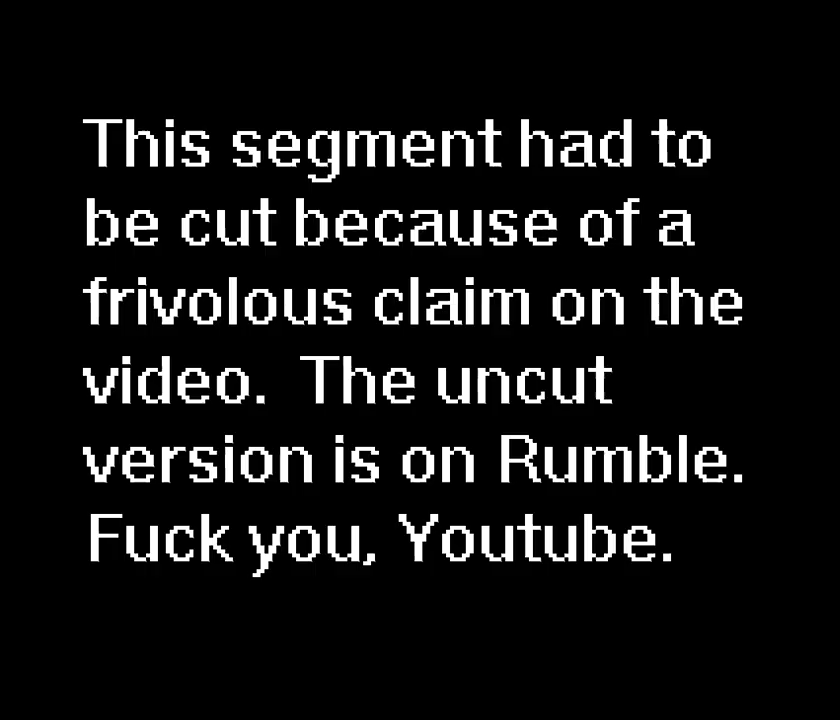 This segment had to
be cut because of a
frivolous claim on the
video.  The uncut
version is on Rumble.
Fuck you, Youtube.